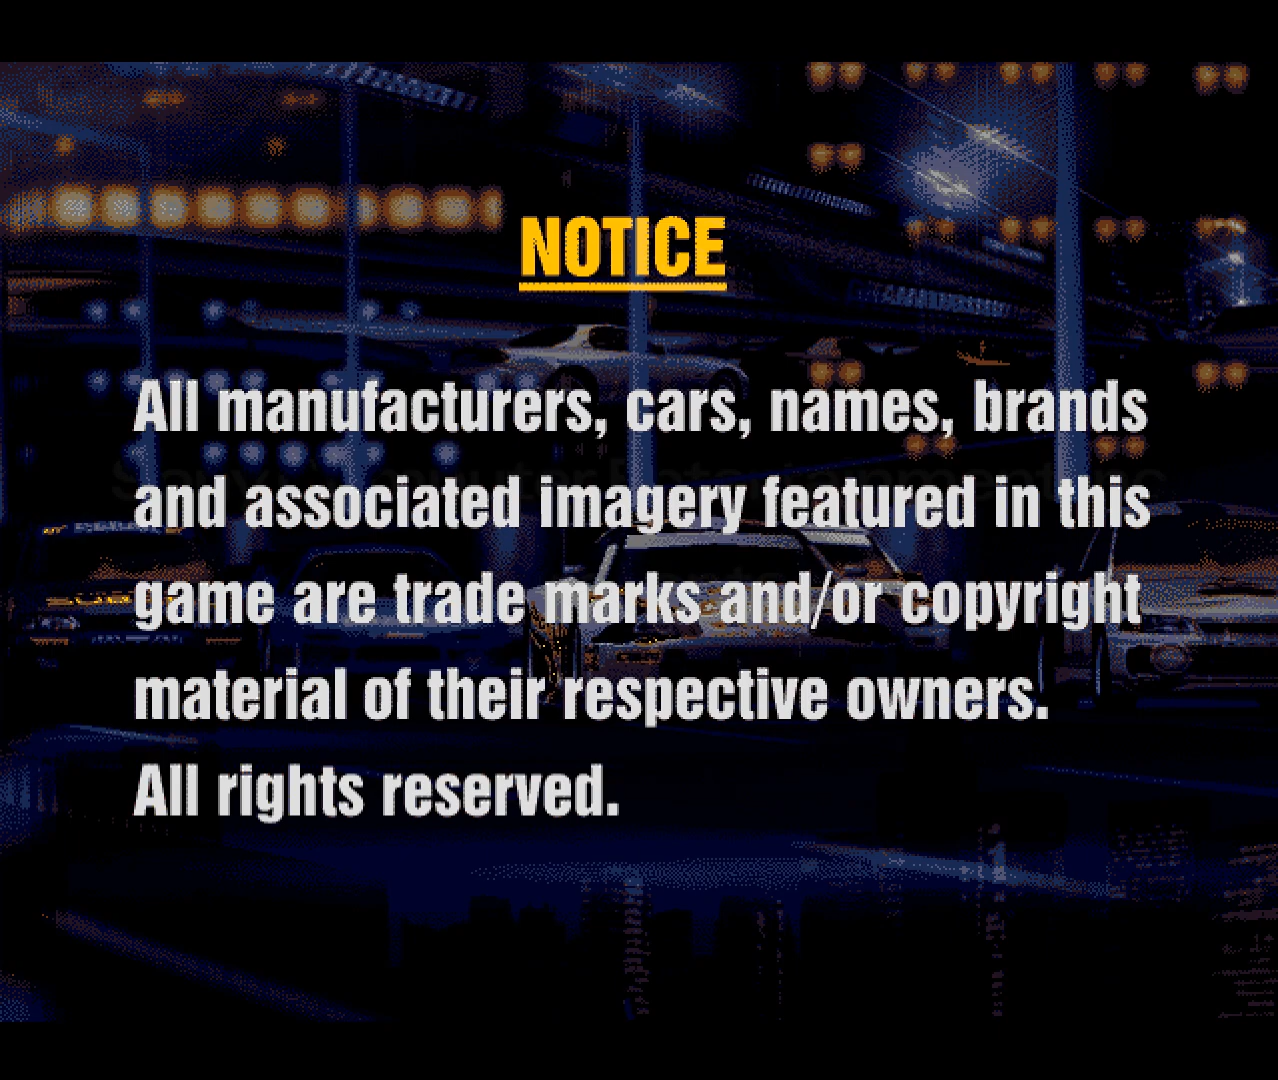 NOTICE
All manufacturers, cars, names, brands
and associated imagery featured in this
game are trade marks and/or copyright
material of their respective owners.
All rights reserved.